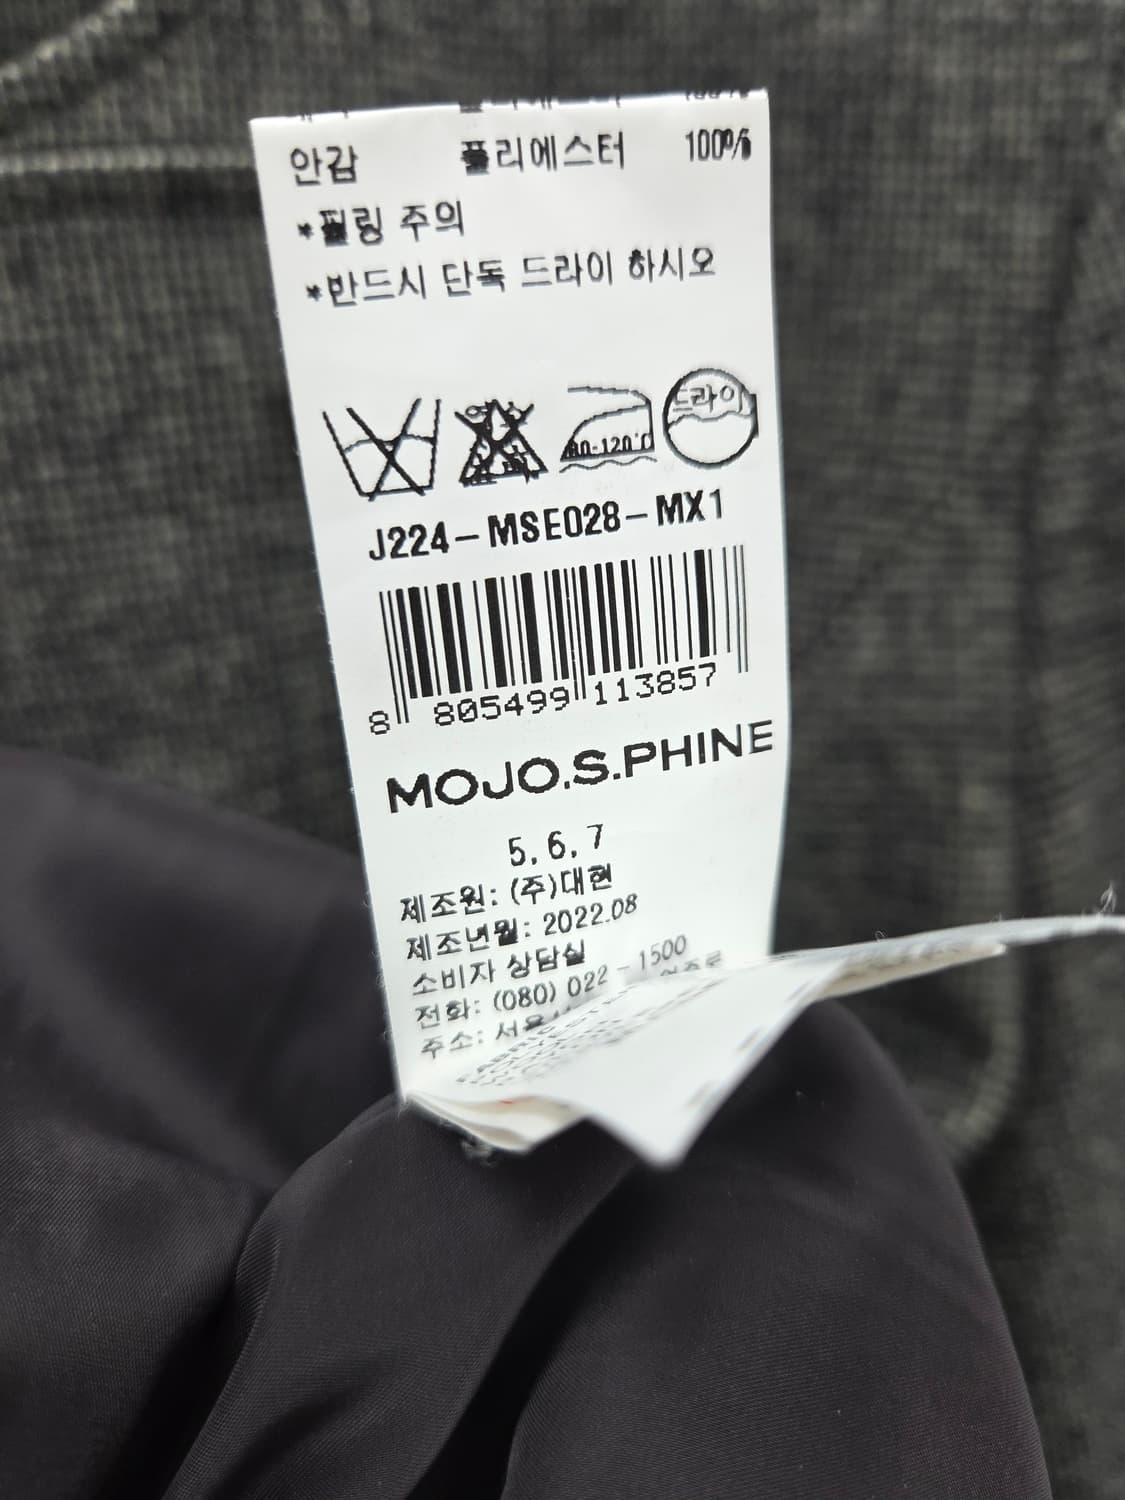 안감 폴리에스터 100%
*필링 주의
*반드시 단독 드라이 하시오
80-120℃
드라이
J224-MSE028-MX1
8 805499 113857
MOJO.S.PHINE
5, 6, 7
제조원: (주)대현
제조년월: 2022.08
소비자 상담실
전화: (080) 022-1500
주소: